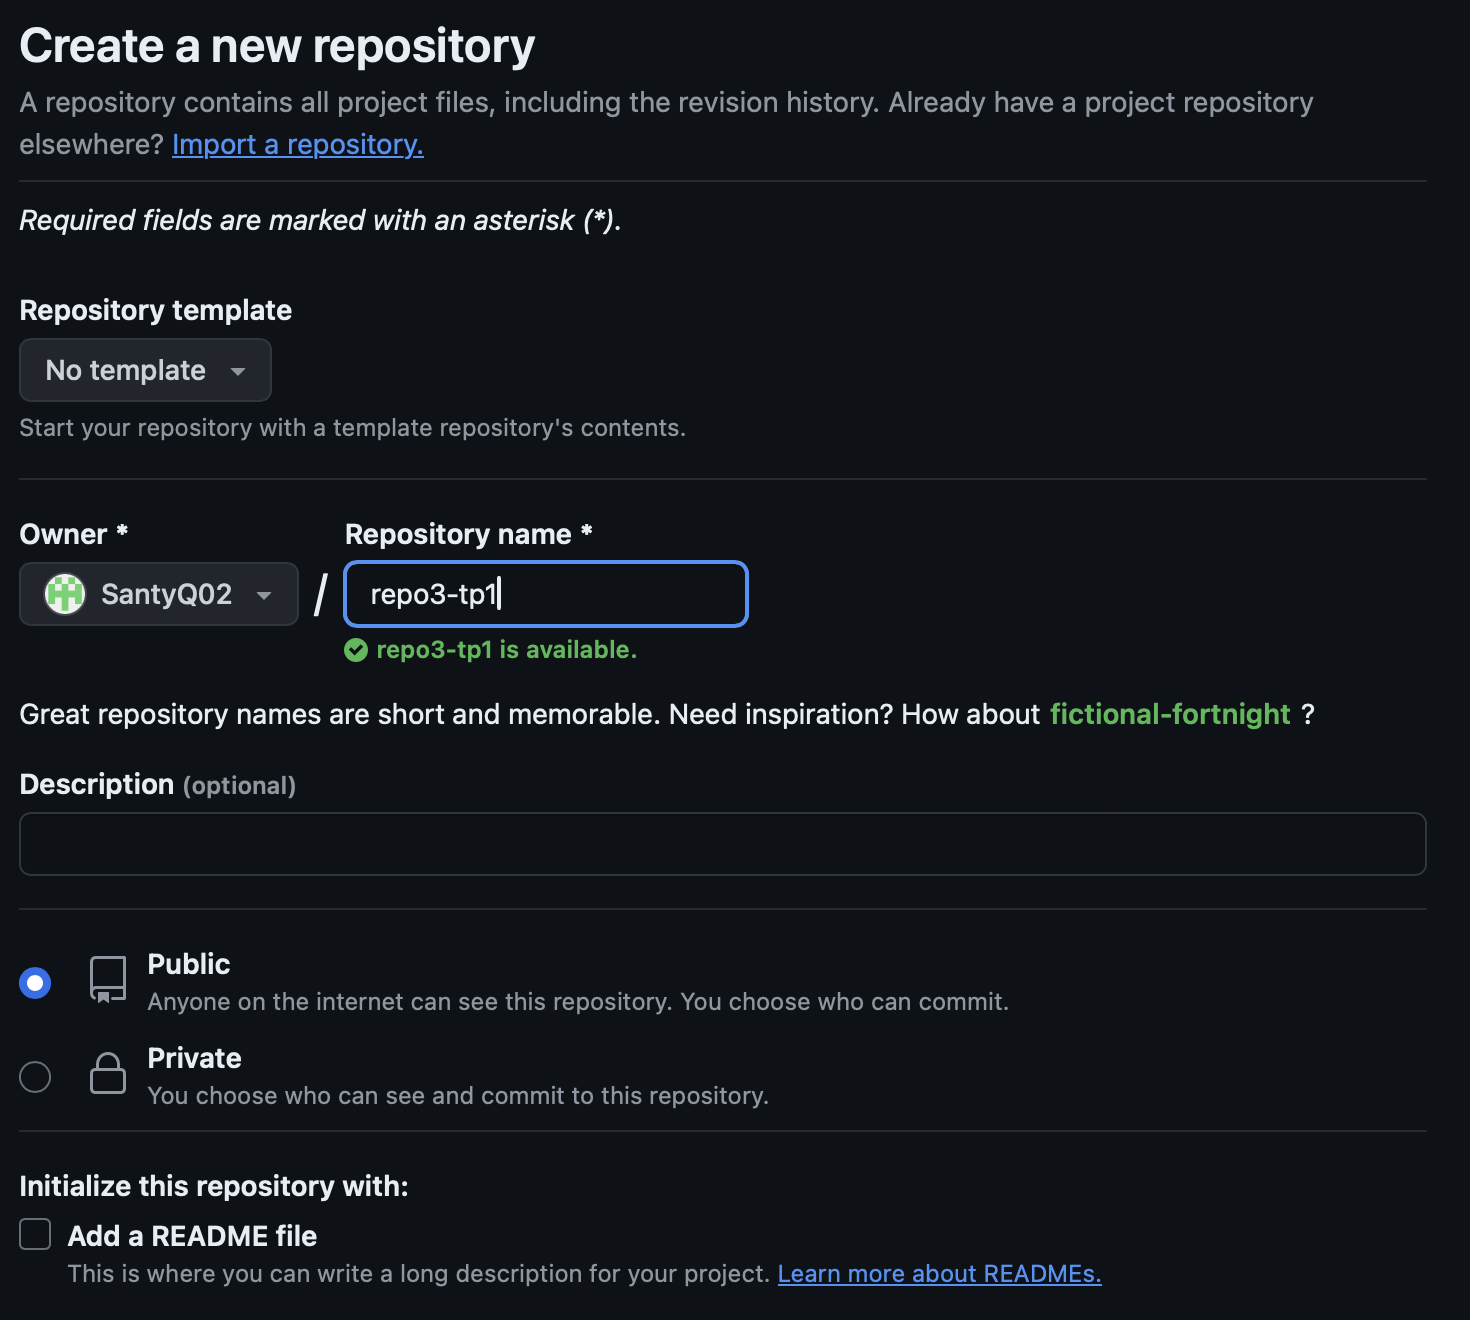 Create a new repository
A repository contains all project files, including the revision history. Already have a project repository
elsewhere? Import a repository.
Required fields are marked with an asterisk (*).
Repository template
No template
Start your repository with a template repository's contents.
Owner *
Repository name *
SantyQ02
/
repo3-tp1
repo3-tp1 is available.
Great repository names are short and memorable. Need inspiration? How about fictional-fortnight ?
Description (optional)
Public
Anyone on the internet can see this repository. You choose who can commit.
Private
You choose who can see and commit to this repository.
Initialize this repository with:
Add a README file
This is where you can write a long description for your project. Learn more about READMEs.